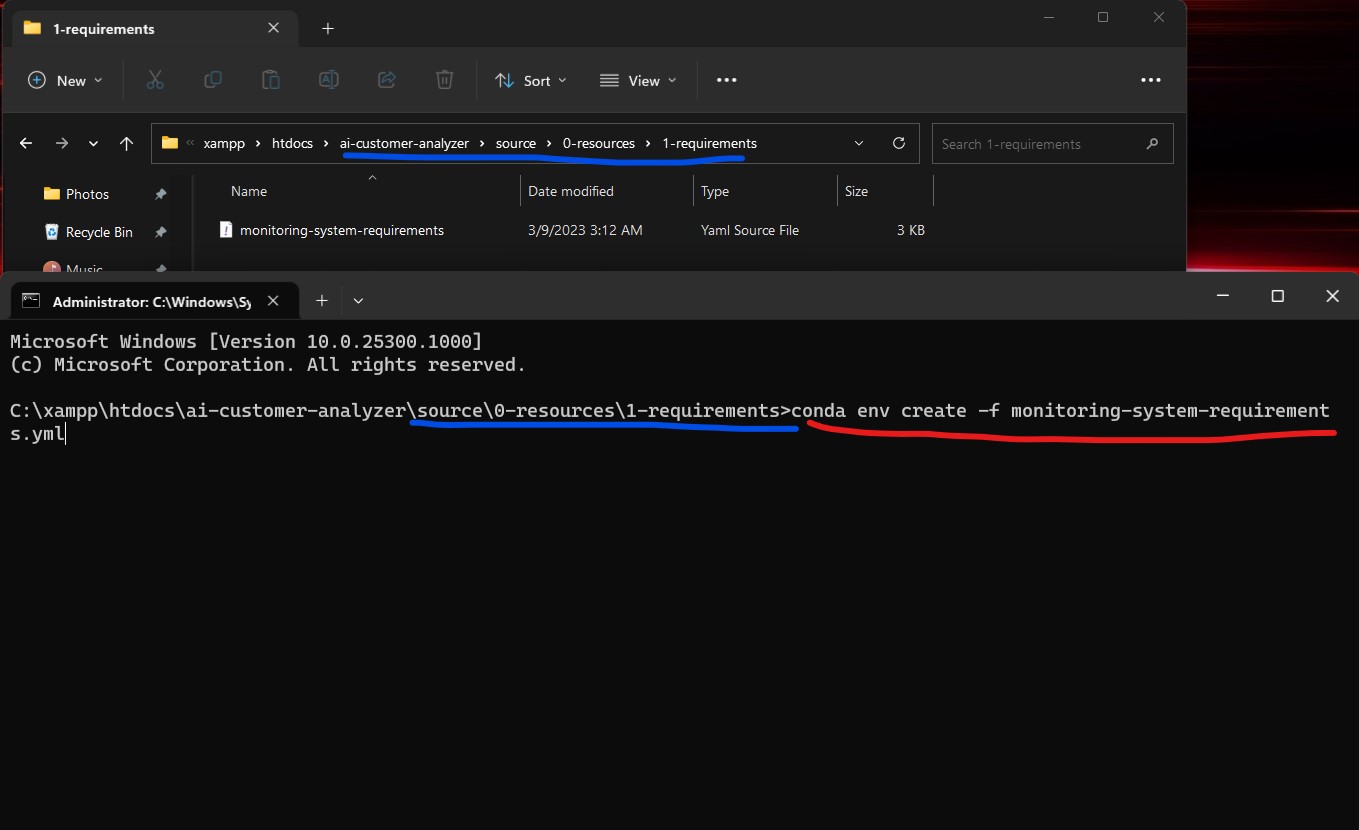 1-requirements
New
Sort
View
« xampp › htdocs › ai-customer-analyzer › source › 0-resources › 1-requirements
Search 1-requirements
Name Date modified Type Size
Photos
monitoring-system-requirements 3/9/2023 3:12 AM Yaml Source File 3 KB
Recycle Bin
Music
Administrator: C:\Windows\Sy
Microsoft Windows [Version 10.0.25300.1000]
(c) Microsoft Corporation. All rights reserved.
C:\xampp\htdocs\ai-customer-analyzer\source\0-resources\1-requirements>conda env create -f monitoring-system-requirement
s.yml